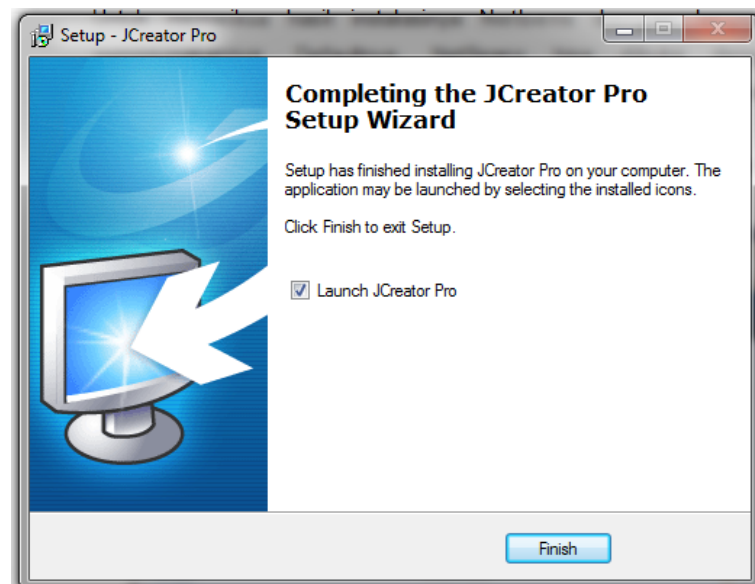 Setup - JCreator Pro
Completing the JCreator Pro
Setup Wizard
Setup has finished installing JCreator Pro on your computer. The
application may be launched by selecting the installed icons.
Click Finish to exit Setup.
Launch JCreator Pro
Finish